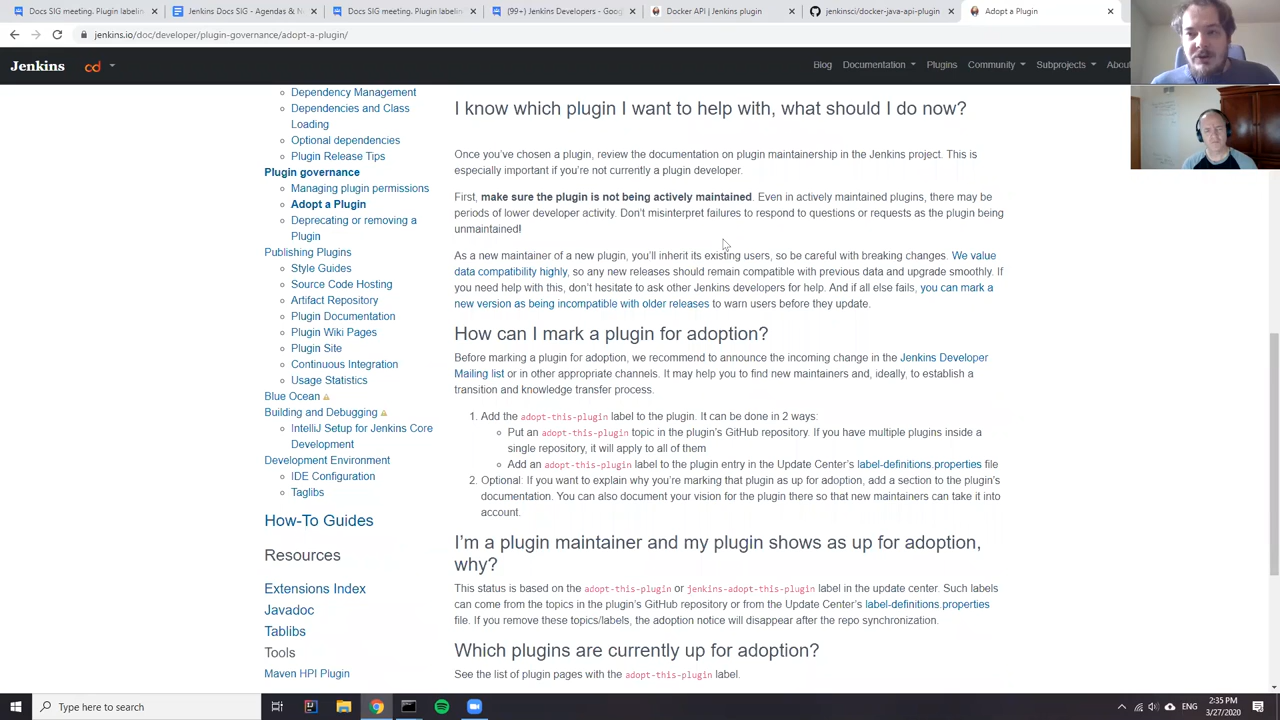 Docs SIG meeting. Plugin labelin
Jenkins Docs SIG - Agendas & N
Docs SIG meeting. Plugin labelin
(99+) Jenkins Developers - Goog
Docker API | Jenkins plugin
jenkinsci/docker-java-api-plugin
Adopt a Plugin
jenkins.io/doc/developer/plugin-governance/adopt-a-plugin/
Jenkins
cd
Blog
Documentation
Plugins
Community
Subprojects
About
Dependency Management
Dependencies and Class
Loading
Optional dependencies
Plugin Release Tips
Plugin governance
Managing plugin permissions
Adopt a Plugin
Deprecating or removing a
Plugin
Publishing Plugins
Style Guides
Source Code Hosting
Artifact Repository
Plugin Documentation
Plugin Wiki Pages
Plugin Site
Continuous Integration
Usage Statistics
Blue Ocean
Building and Debugging
IntelliJ Setup for Jenkins Core
Development
Development Environment
IDE Configuration
Taglibs
How-To Guides
Resources
Extensions Index
Javadoc
Tablibs
Tools
Maven HPI Plugin
I know which plugin I want to help with, what should I do now?
Once you've chosen a plugin, review the documentation on plugin maintainership in the Jenkins project. This is
especially important if you're not currently a plugin developer.
First, make sure the plugin is not being actively maintained. Even in actively maintained plugins, there may be
periods of lower developer activity. Don't misinterpret failures to respond to questions or requests as the plugin being
unmaintained!
As a new maintainer of a new plugin, you'll inherit its existing users, so be careful with breaking changes. We value
data compatibility highly, so any new releases should remain compatible with previous data and upgrade smoothly. If
you need help with this, don't hesitate to ask other Jenkins developers for help. And if all else fails, you can mark a
new version as being incompatible with older releases to warn users before they update.
How can I mark a plugin for adoption?
Before marking a plugin for adoption, we recommend to announce the incoming change in the Jenkins Developer
Mailing list or in other appropriate channels. It may help you to find new maintainers and, ideally, to establish a
transition and knowledge transfer process.
1. Add the adopt-this-plugin label to the plugin. It can be done in 2 ways:
Put an adopt-this-plugin topic in the plugin's GitHub repository. If you have multiple plugins inside a
single repository, it will apply to all of them
Add an adopt-this-plugin label to the plugin entry in the Update Center's label-definitions.properties file
2. Optional: If you want to explain why you're marking that plugin as up for adoption, add a section to the plugin's
documentation. You can also document your vision for the plugin there so that new maintainers can take it into
account.
I'm a plugin maintainer and my plugin shows as up for adoption,
why?
This status is based on the adopt-this-plugin or jenkins-adopt-this-plugin label in the update center. Such labels
can come from the topics in the plugin's GitHub repository or from the Update Center's label-definitions.properties
file. If you remove these topics/labels, the adoption notice will disappear after the repo synchronization.
Which plugins are currently up for adoption?
See the list of plugin pages with the adopt-this-plugin label.
Type here to search
ENG
2:35 PM
3/27/2020